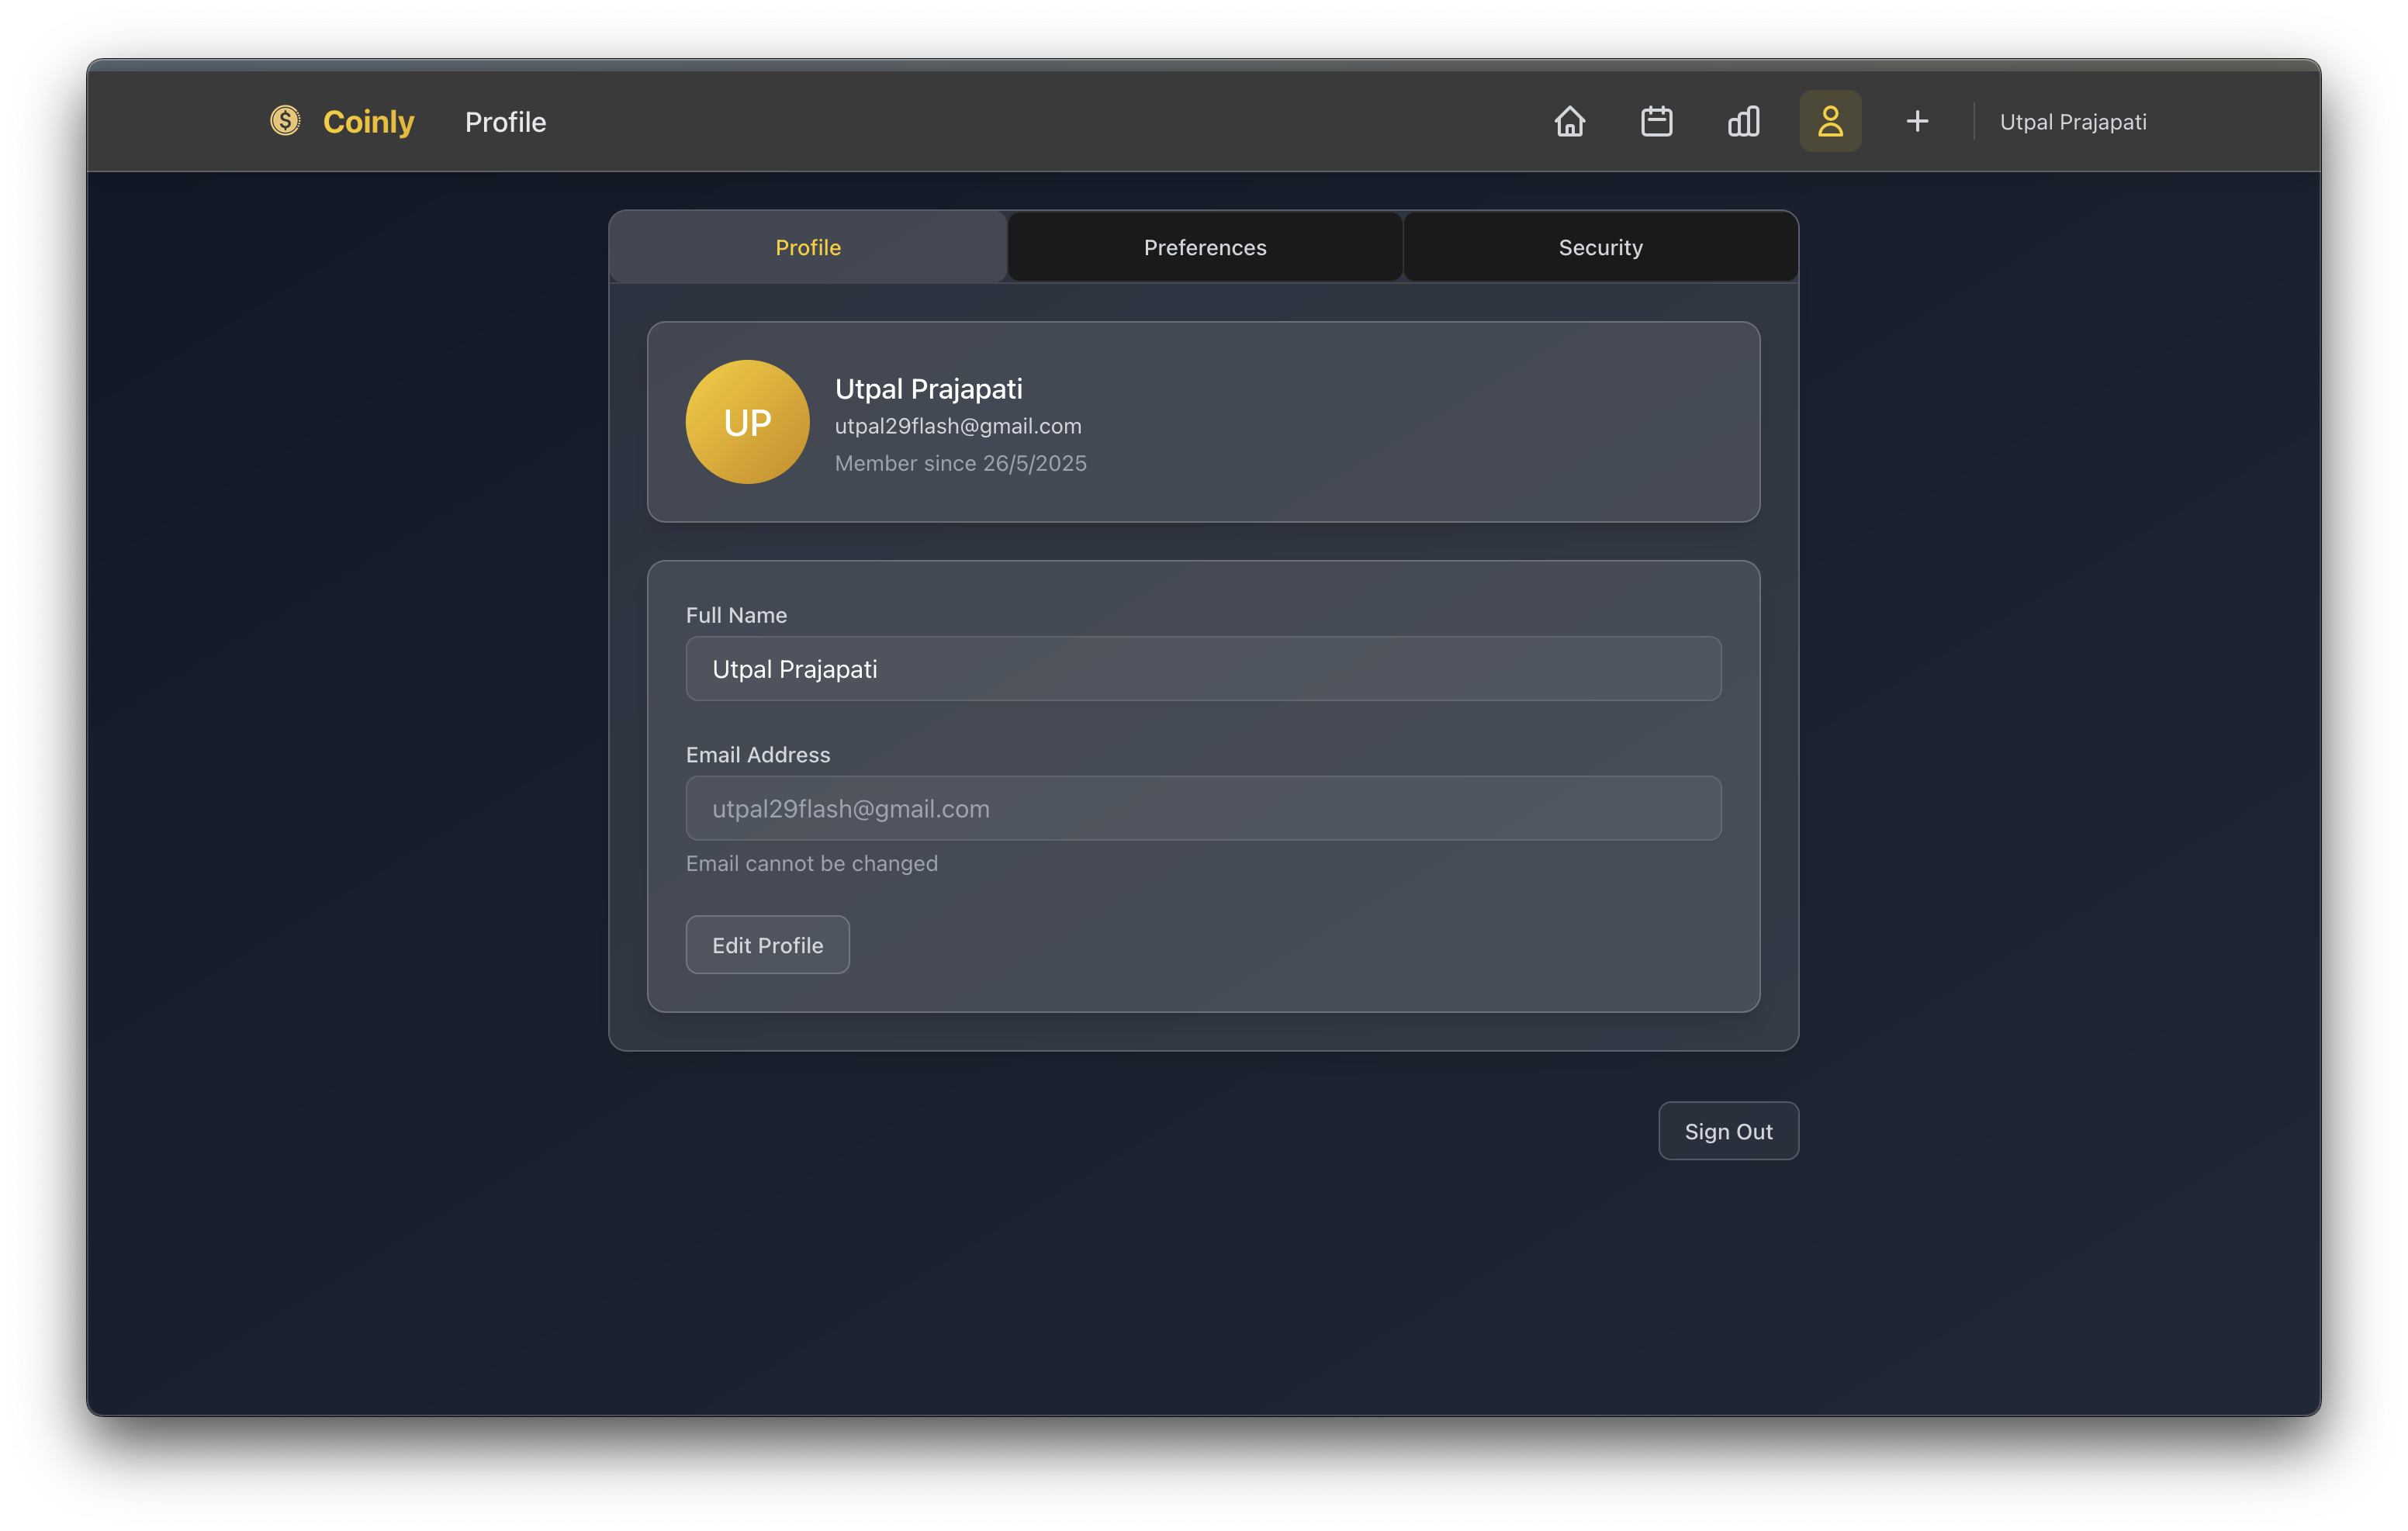 Coinly
Profile
Utpal Prajapati
Profile
Preferences
Security
UP
Utpal Prajapati
utpal29flash@gmail.com
Member since 26/5/2025
Full Name
Utpal Prajapati
Email Address
utpal29flash@gmail.com
Email cannot be changed
Edit Profile
Sign Out